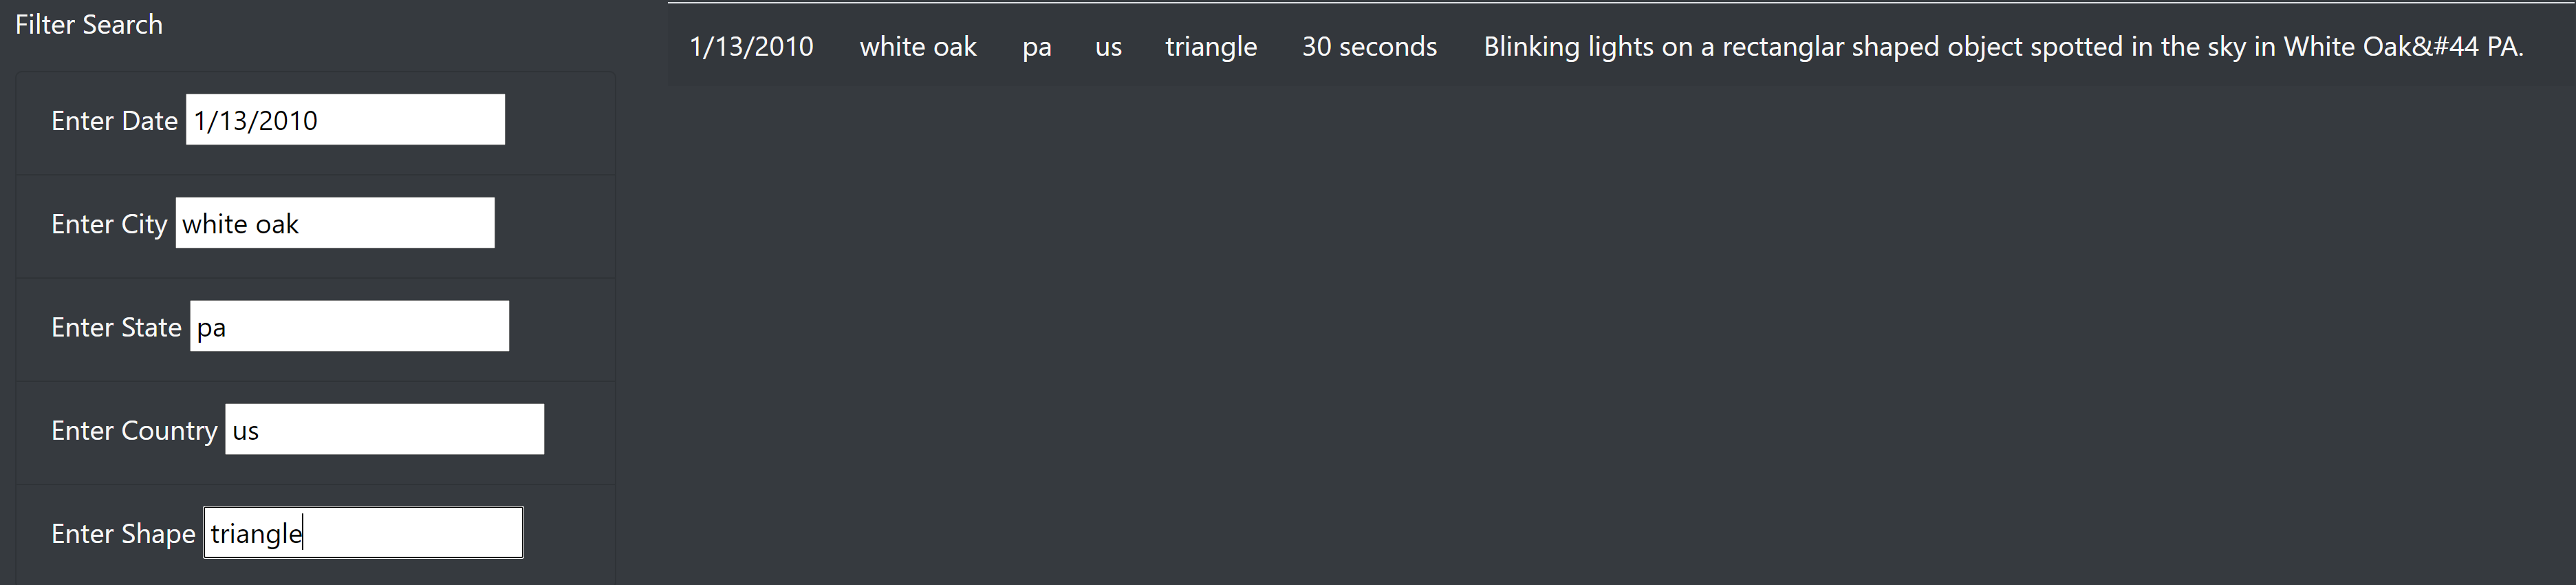 Filter Search
Enter Date 1/13/2010
Enter City white oak
Enter State pa
Enter Country us
Enter Shape triangle
1/13/2010 white oak pa us triangle 30 seconds Blinking lights on a rectanglar shaped object spotted in the sky in White Oak&#44 PA.